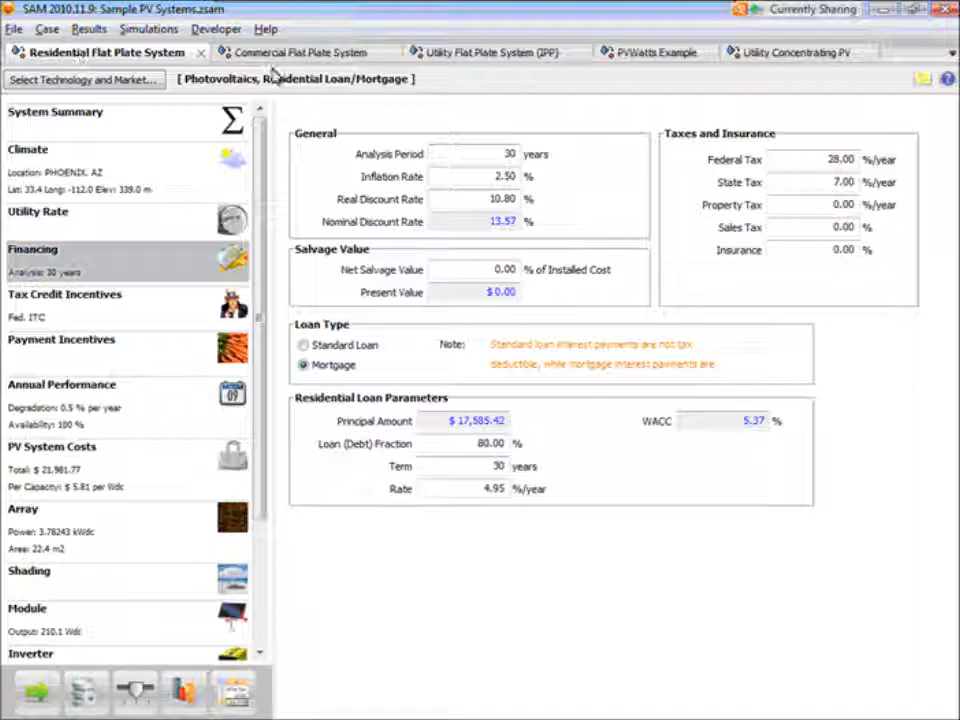 SAM 2010.11.9: Sample PV Systems.zsam
Currently Sharing
File Case Results Simulations Developer Help
Residential Flat Plate System
Commercial Flat Plate System
Utility Flat Plate System (IPP)
PVWatts Example
Utility Concentrating PV
Select Technology and Market...
[ Photovoltaics, Residential Loan/Mortgage ]
System Summary
Climate
Location: PHOENIX, AZ
Lat: 33.4 Long: -112.0 Elev: 339.0 m
Utility Rate
Financing
Analysis: 30 years
Tax Credit Incentives
Fed. ITC
Payment Incentives
Annual Performance
Degradation: 0.5 % per year
Availability: 100 %
09
PV System Costs
Total: $ 21,981.77
Per Capacity: $ 5.81 per Wdc
Array
Power: 3.78243 kWdc
Area: 22.4 m2
Shading
Module
Output: 210.1 Wdc
Inverter
General
Analysis Period 30 years
Inflation Rate 2.50 %
Real Discount Rate 10.80 %
Nominal Discount Rate 13.57 %
Taxes and Insurance
Federal Tax 28.00 %/year
State Tax 7.00 %/year
Property Tax 0.00 %/year
Sales Tax 0.00 %
Insurance 0.00 %
Salvage Value
Net Salvage Value 0.00 % of Installed Cost
Present Value $ 0.00
Loan Type
Standard Loan
Mortgage
Note: Standard loan interest payments are not tax
deductible, while mortgage interest payments are.
Residential Loan Parameters
Principal Amount $ 17,585.42
WACC 5.37 %
Loan (Debt) Fraction 80.00 %
Term 30 years
Rate 4.95 %/year